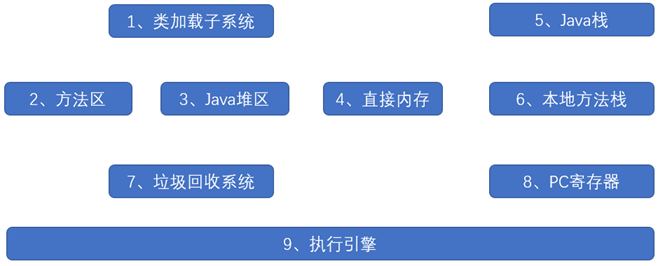 1、类加载子系统
5、Java栈
2、方法区
3、Java堆区
4、直接内存
6、本地方法栈
7、垃圾回收系统
8、PC寄存器
9、执行引擎